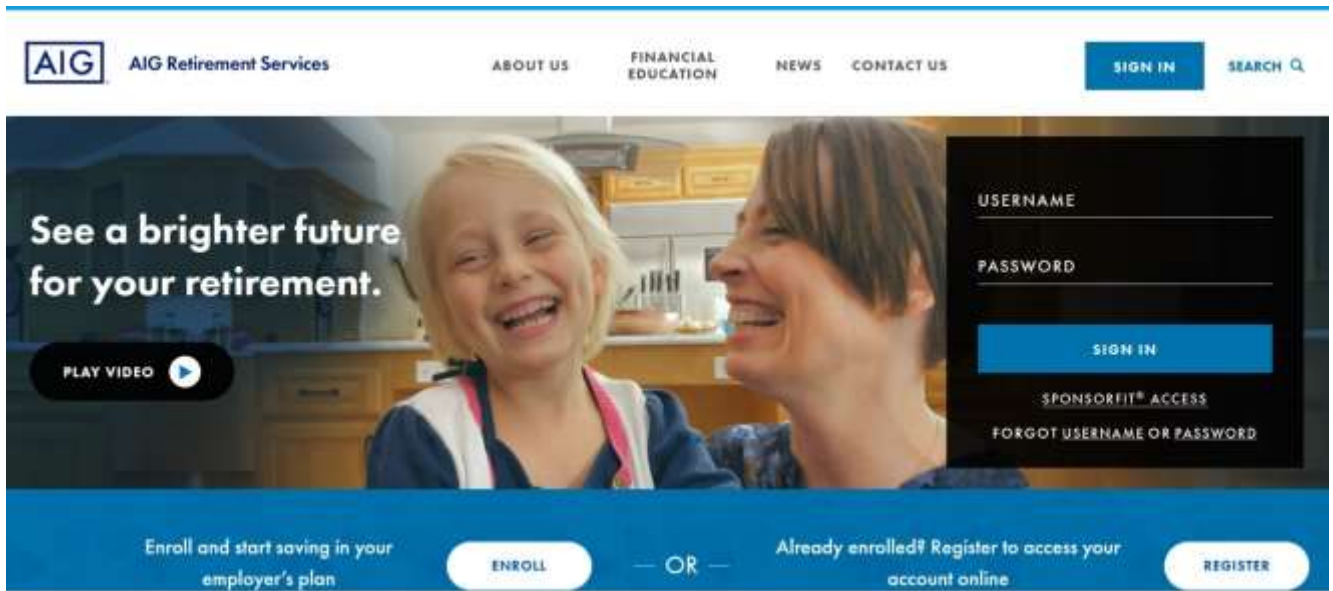 AIG
AIG Retirement Services
ABOUT US
FINANCIAL
EDUCATION
NEWS
CONTACT US
SIGN IN
SEARCH
See a brighter future
for your retirement.
PLAY VIDEO
USERNAME
PASSWORD
SIGN IN
SPONSORFIT® ACCESS
FORGOT USERNAME OR PASSWORD
Enroll and start saving in your
employer's plan
ENROLL
— OR —
Already enrolled? Register to access your
account online
REGISTER